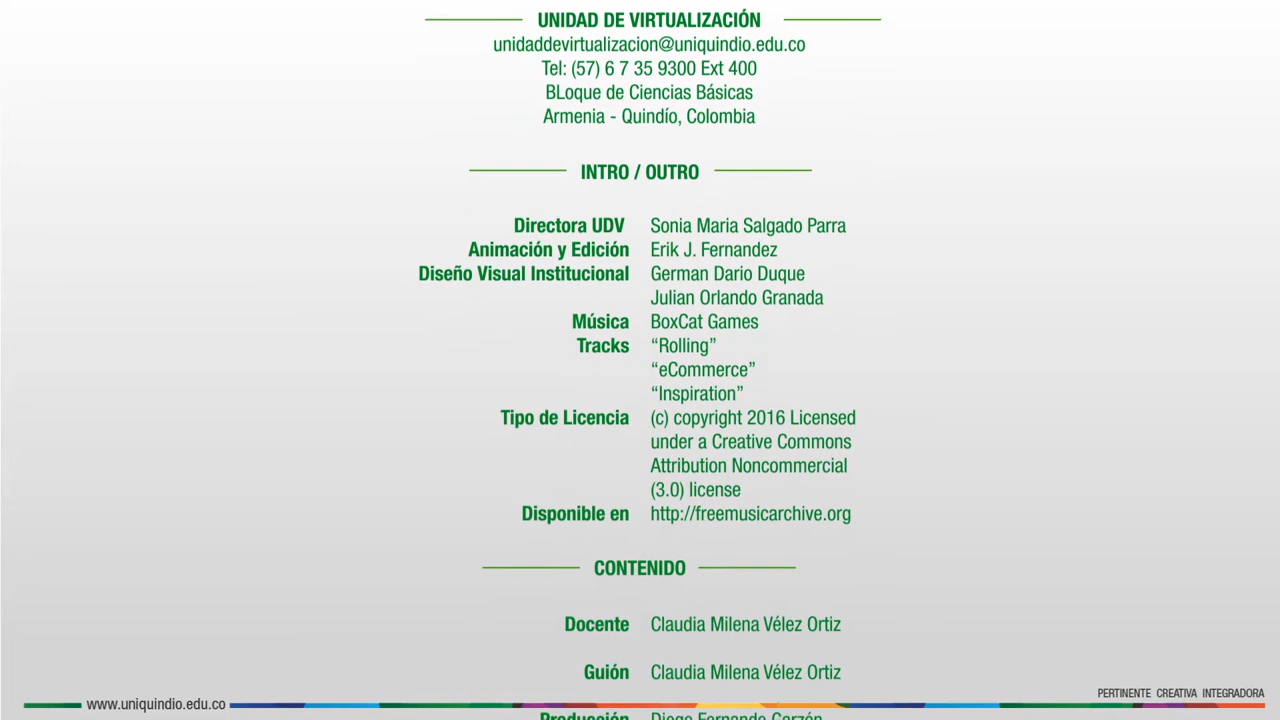 UNIDAD DE VIRTUALIZACIÓN
unidaddevirtualizacion@uniquindio.edu.co
Tel: (57) 6 7 35 9300 Ext 400
BLoque de Ciencias Básicas
Armenia - Quindío, Colombia
INTRO / OUTRO
Directora UDV Sonia Maria Salgado Parra
Animación y Edición Erik J. Fernandez
Diseño Visual Institucional German Dario Duque
Julian Orlando Granada
Música BoxCat Games
Tracks “Rolling”
“eCommerce”
“Inspiration”
Tipo de Licencia (c) copyright 2016 Licensed
under a Creative Commons
Attribution Noncommercial
(3.0) license
Disponible en http://freemusicarchive.org
CONTENIDO
Docente Claudia Milena Vélez Ortiz
Guión Claudia Milena Vélez Ortiz
PERTINENTE CREATIVA INTEGRADORA
www.uniquindio.edu.co
Producción Diego Fernando Garzón